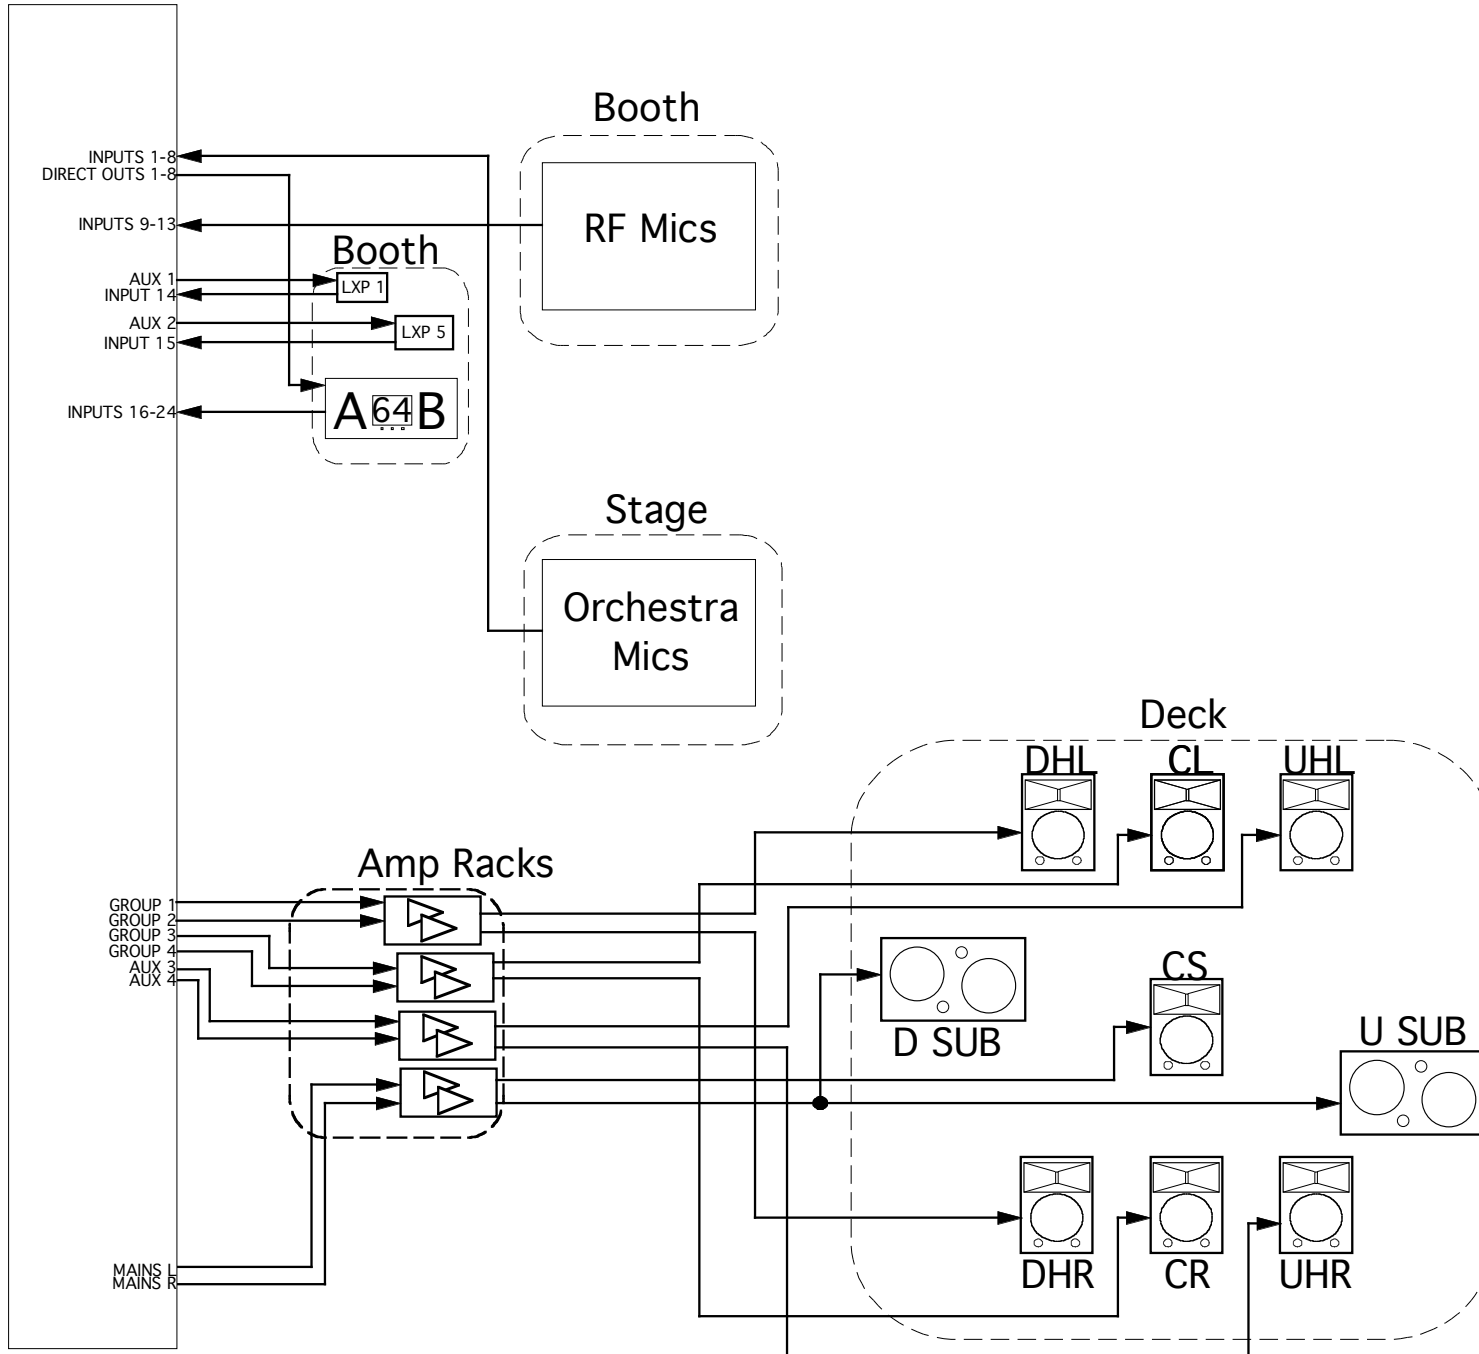 Booth
INPUTS 1-8
DIRECT OUTS 1-8
INPUTS 9-13
RF Mics
Booth
AUX 1
LXP 1
INPUT 14
AUX 2
LXP 5
INPUT 15
INPUTS 16-24
A 64 B
Stage
Orchestra
Mics
Deck
DHL
CL
UHL
Amp Racks
GROUP 1
GROUP 2
GROUP 3
GROUP 4
AUX 3
AUX 4
CS
D SUB
U SUB
MAINS L
MAINS R
DHR
CR
UHR